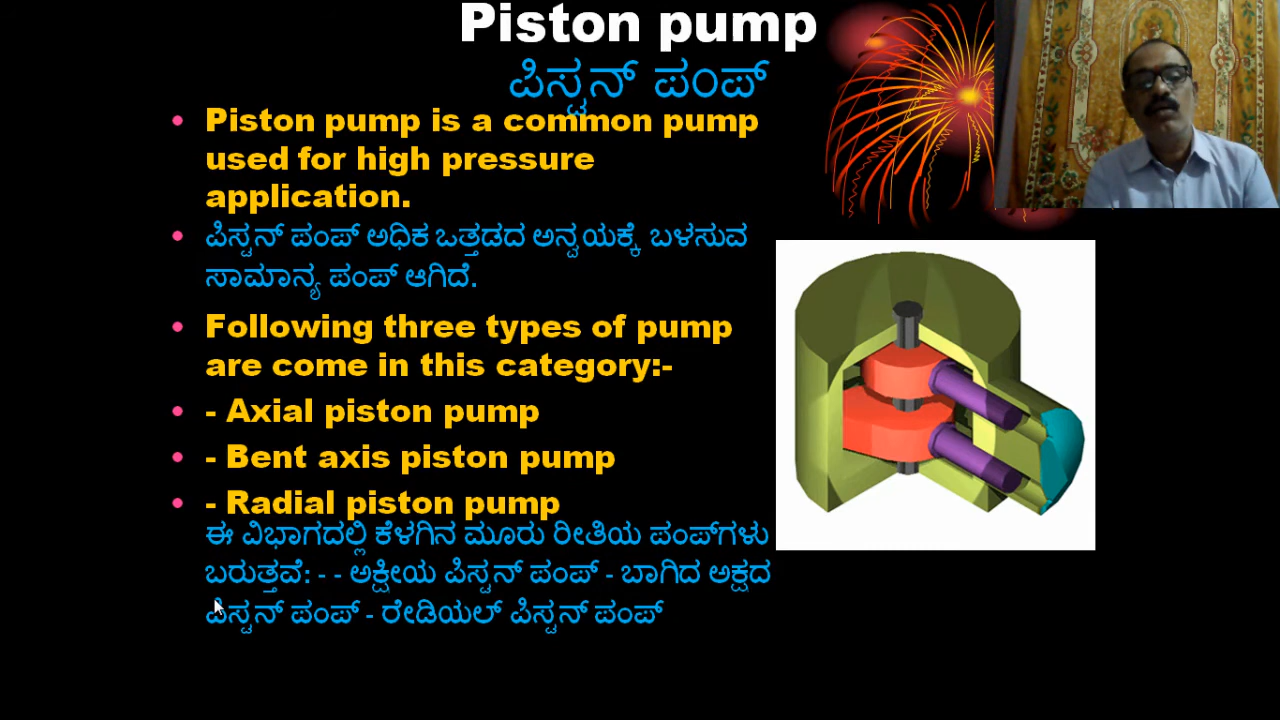 Piston pump
ಪಿಸ್ಟನ್ ಪಂಪ್
• Piston pump is a common pump
used for high pressure
application.
• ಪಿಸ್ಟನ್ ಪಂಪ್ ಅಧಿಕ ಒತ್ತಡದ ಅನ್ವಯಕ್ಕೆ ಬಳಸುವ
ಸಾಮಾನ್ಯ ಪಂಪ್ ಆಗಿದೆ.
• Following three types of pump
are come in this category:-
• - Axial piston pump
• - Bent axis piston pump
• - Radial piston pump
ಈ ವಿಭಾಗದಲ್ಲಿ ಕೆಳಗಿನ ಮೂರು ರೀತಿಯ ಪಂಪ್‌ಗಳು
ಬರುತ್ತವೆ: - - ಅಕ್ಷೀಯ ಪಿಸ್ಟನ್ ಪಂಪ್ - ಬಾಗಿದ ಅಕ್ಷದ
ಪಿಸ್ಟನ್ ಪಂಪ್ - ರೇಡಿಯಲ್ ಪಿಸ್ಟನ್ ಪಂಪ್